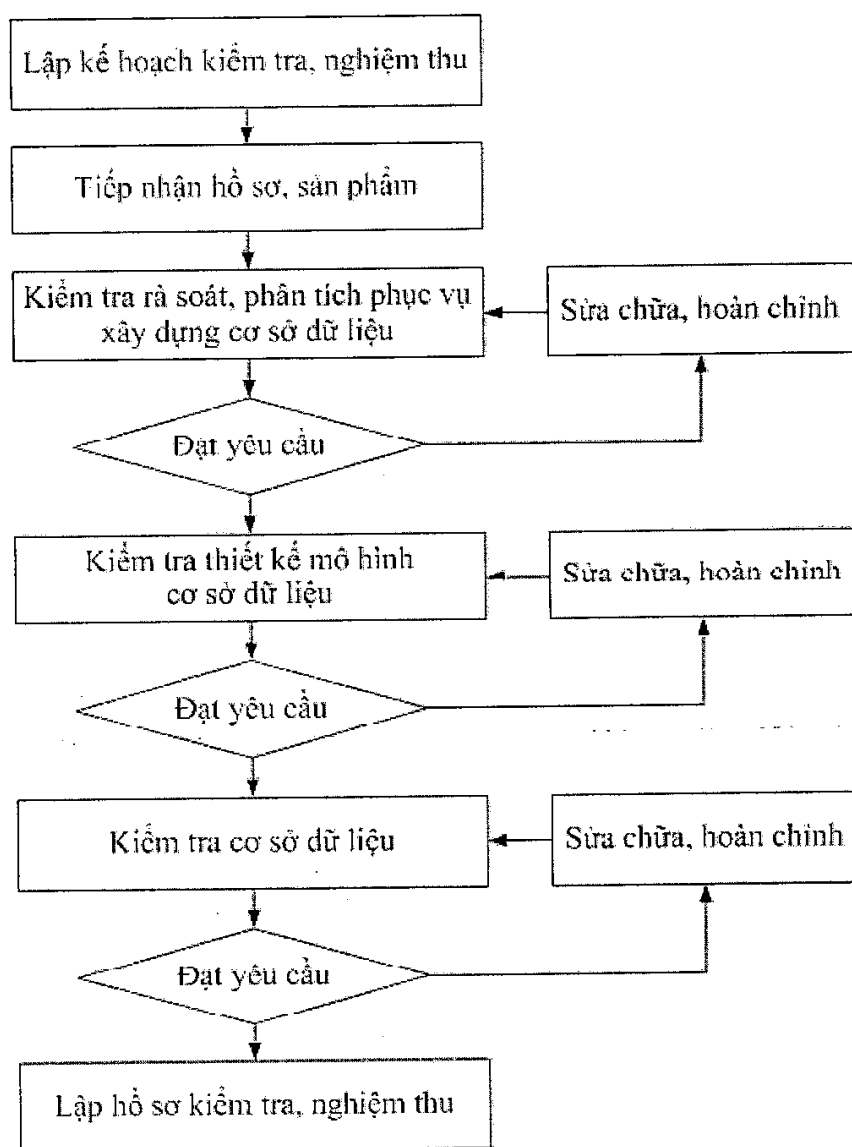 Lập kế hoạch kiểm tra, nghiệm thu
Tiếp nhận hồ sơ, sản phẩm
Kiểm tra rà soát, phân tích phục vụ
xây dựng cơ sở dữ liệu
Sửa chữa, hoàn chỉnh
Đạt yêu cầu
Kiểm tra thiết kế mô hình
cơ sở dữ liệu
Sửa chữa, hoàn chỉnh
Đạt yêu cầu
Kiểm tra cơ sở dữ liệu
Sửa chữa, hoàn chỉnh
Đạt yêu cầu
Lập hồ sơ kiểm tra, nghiệm thu